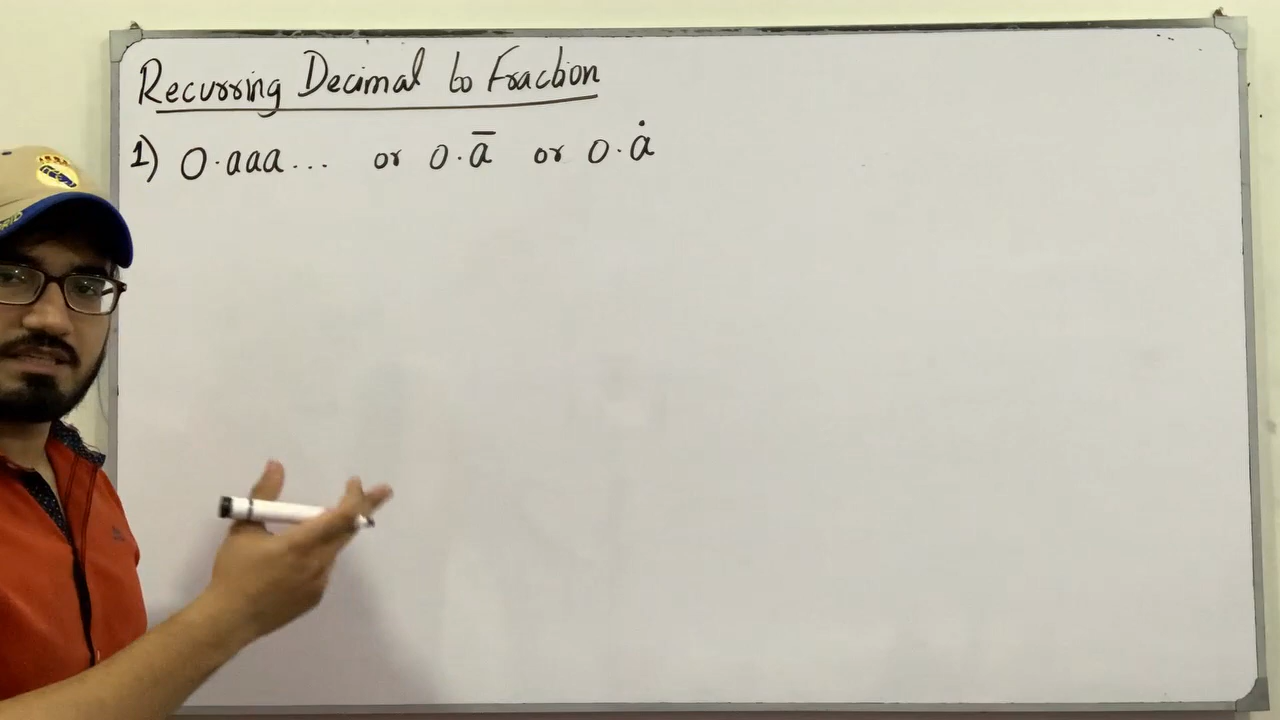 Recurring Decimal to Fraction
1) 0.aaa... or 0.a̅ or 0.ȧ